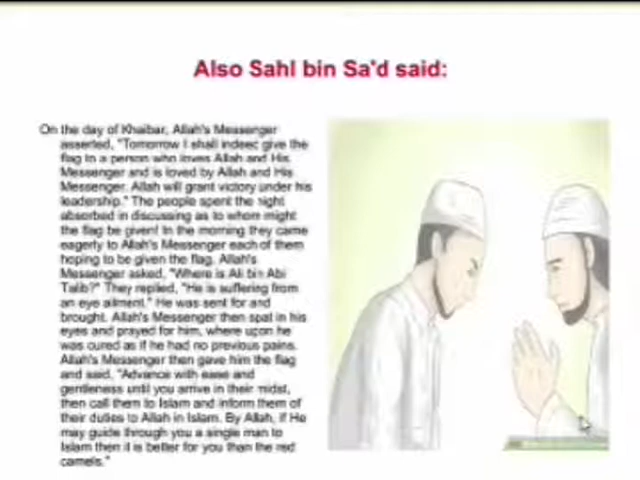 Also Sahl bin Sa'd said:
On the day of Khaibar, Allah's Messenger
asserted, "Tomorrow I shall indeed give the
flag to a person who loves Allah and His
Messenger and is loved by Allah and His
Messenger. Allah will grant victory under his
leadership." The people spent the night
absorbed in discussing as to whom might
the flag be given! In the morning they came
eagerly to Allah's Messenger each of them
hoping to be given the flag. Allah's
Messenger asked, "Where is Ali bin Abi
Talib?" They replied, "He is suffering from
an eye ailment." He was sent for and
brought. Allah's Messenger then spat in his
eyes and prayed for him, where upon he
was cured as if he had no previous pains.
Allah's Messenger then gave him the flag
and said, "Advance with ease and
gentleness until you arrive in their midst,
then call them to Islam and inform them of
their duties to Allah in Islam. By Allah, if He
may guide through you a single man to
Islam then it is better for you than the red
camels."